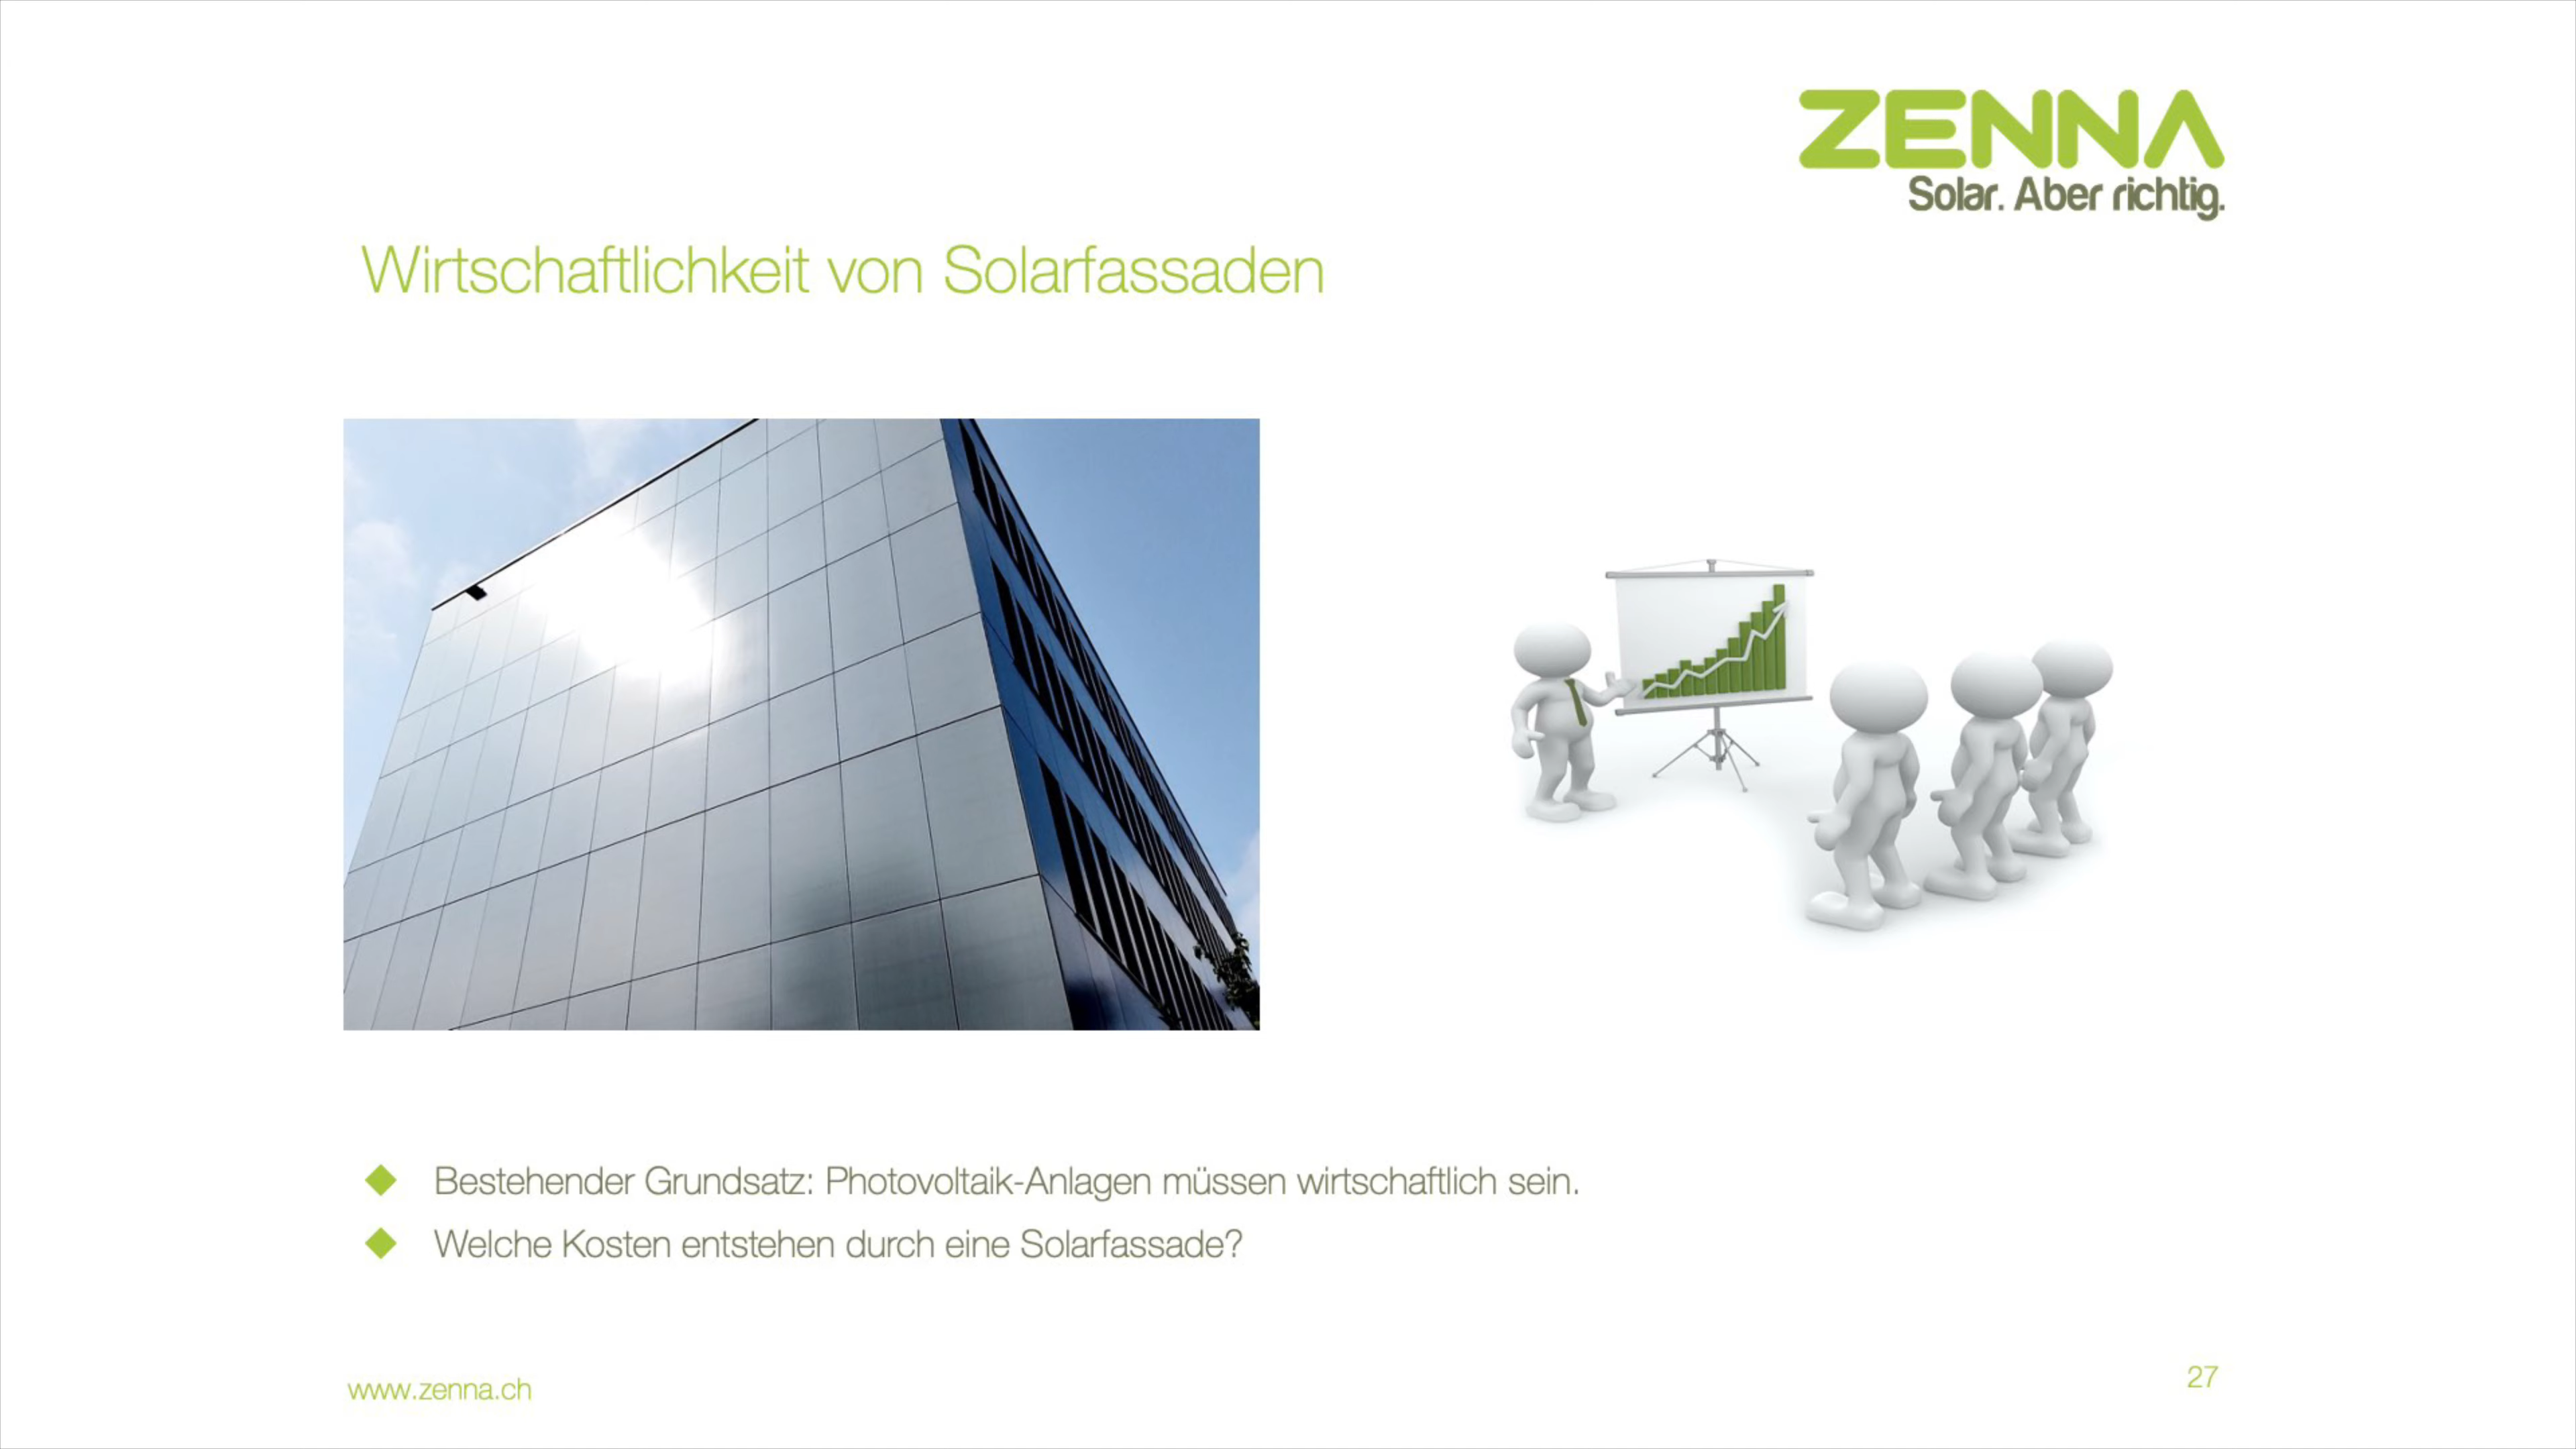 ZENNA
Solar. Aber richtig.
Wirtschaftlichkeit von Solarfassaden
Bestehender Grundsatz: Photovoltaik-Anlagen müssen wirtschaftlich sein.
Welche Kosten entstehen durch eine Solarfassade?
www.zenna.ch
27